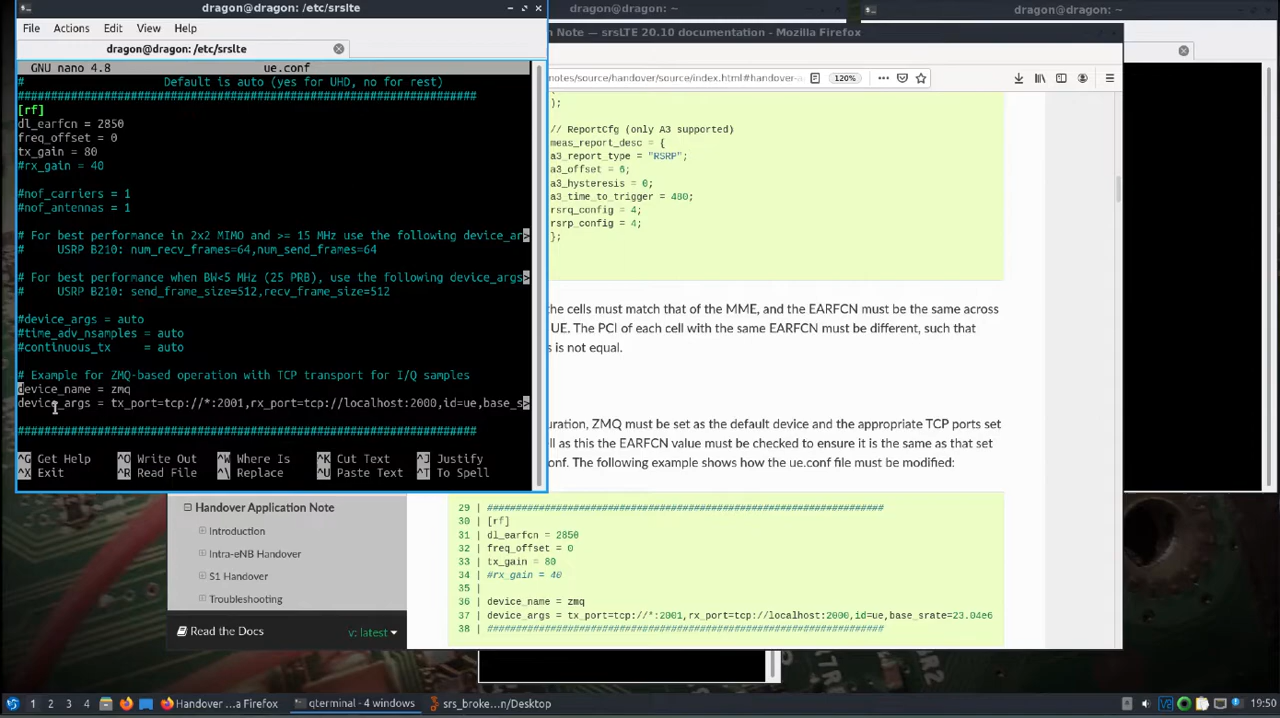 dragon@dragon: /etc/srslte
File Actions Edit View Help
dragon@dragon: /etc/srslte
GNU nano 4.8 ue.conf
# Default is auto (yes for UHD, no for rest)
#####################################################################
[rf]
dl_earfcn = 2850
freq_offset = 0
tx_gain = 80
#rx_gain = 40
#nof_carriers = 1
#nof_antennas = 1
# For best performance in 2x2 MIMO and >= 15 MHz use the following device_ar>
# USRP B210: num_recv_frames=64,num_send_frames=64
# For best performance when BW<5 MHz (25 PRB), use the following device_args>
# USRP B210: send_frame_size=512,recv_frame_size=512
#device_args = auto
#time_adv_nsamples = auto
#continuous_tx = auto
# Example for ZMQ-based operation with TCP transport for I/Q samples
device_name = zmq
device_args = tx_port=tcp://*:2001,rx_port=tcp://localhost:2000,id=ue,base_s>
#####################################################################
^G Get Help ^O Write Out ^W Where Is ^K Cut Text ^J Justify
^X Exit ^R Read File ^\ Replace ^U Paste Text ^T To Spell
dragon@dragon: ~
dragon@dragon: ~
n Note — srsLTE 20.10 documentation - Mozilla Firefox
notes/source/handover/source/index.html#handover-a
120%
};
// ReportCfg (only A3 supported)
meas_report_desc = {
a3_report_type = "RSRP";
a3_offset = 6;
a3_hysteresis = 0;
a3_time_to_trigger = 480;
rsrq_config = 4;
rsrp_config = 4;
};
the cells must match that of the MME, and the EARFCN must be the same across
UE. The PCI of each cell with the same EARFCN must be different, such that
s is not equal.
uration, ZMQ must be set as the default device and the appropriate TCP ports set
ell as this the EARFCN value must be checked to ensure it is the same as that set
onf. The following example shows how the ue.conf file must be modified:
29 | #####################################################################
30 | [rf]
31 | dl_earfcn = 2850
32 | freq_offset = 0
33 | tx_gain = 80
34 | #rx_gain = 40
35 |
36 | device_name = zmq
37 | device_args = tx_port=tcp://*:2001,rx_port=tcp://localhost:2000,id=ue,base_srate=23.04e6
38 | #####################################################################
Handover Application Note
Introduction
Intra-eNB Handover
S1 Handover
Troubleshooting
Read the Docs v: latest
1 2 3 4 Handover ...a Firefox qterminal - 4 windows srs_broke...n/Desktop 19:50